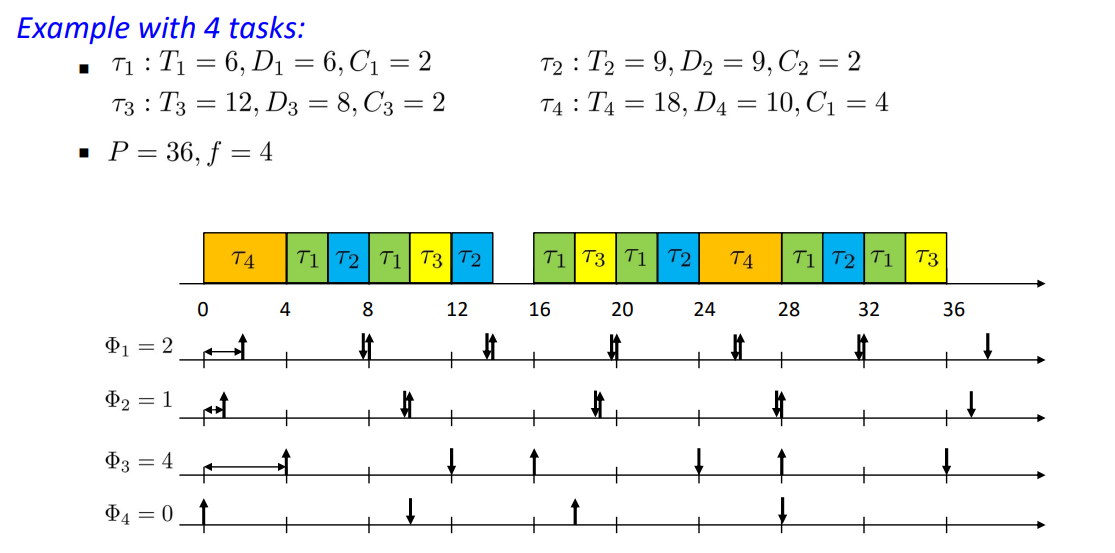 Example with 4 tasks:
▪ τ₁ : T₁ = 6, D₁ = 6, C₁ = 2 τ₂ : T₂ = 9, D₂ = 9, C₂ = 2
τ₃ : T₃ = 12, D₃ = 8, C₃ = 2 τ₄ : T₄ = 18, D₄ = 10, C₁ = 4
▪ P = 36, f = 4
τ₄ τ₁ τ₂ τ₁ τ₃ τ₂ τ₁ τ₃ τ₁ τ₂ τ₄ τ₁ τ₂ τ₁ τ₃
0 4 8 12 16 20 24 28 32 36
Φ₁ = 2
Φ₂ = 1
Φ₃ = 4
Φ₄ = 0